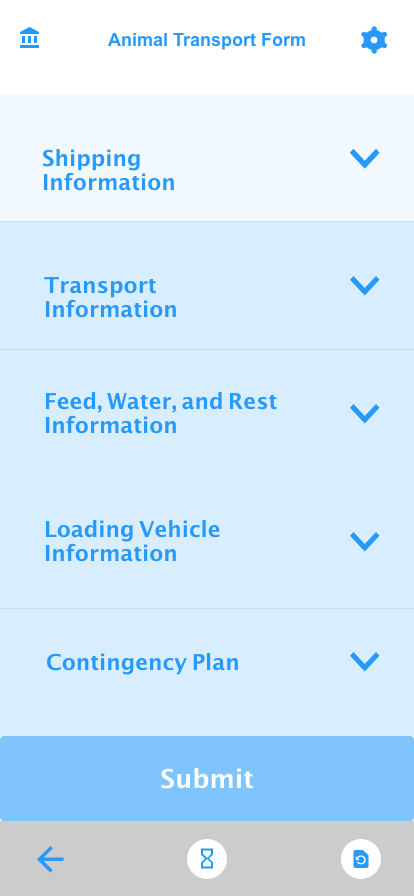 Animal Transport Form
Shipping
Information
Transport
Information
Feed, Water, and Rest
Information
Loading Vehicle
Information
Contingency Plan
Submit